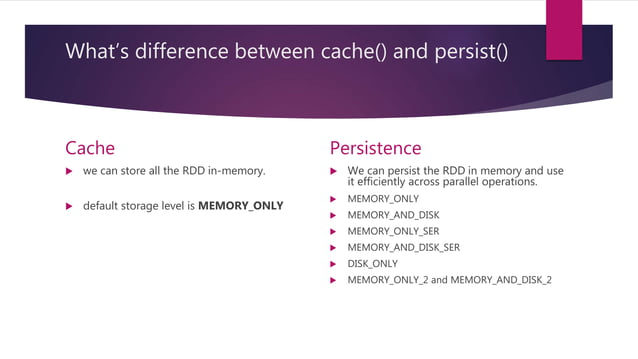 What's difference between cache() and persist()
Cache
we can store all the RDD in-memory.
default storage level is MEMORY_ONLY
Persistence
We can persist the RDD in memory and use
it efficiently across parallel operations.
MEMORY_ONLY
MEMORY_AND_DISK
MEMORY_ONLY_SER
MEMORY_AND_DISK_SER
DISK_ONLY
MEMORY_ONLY_2 and MEMORY_AND_DISK_2